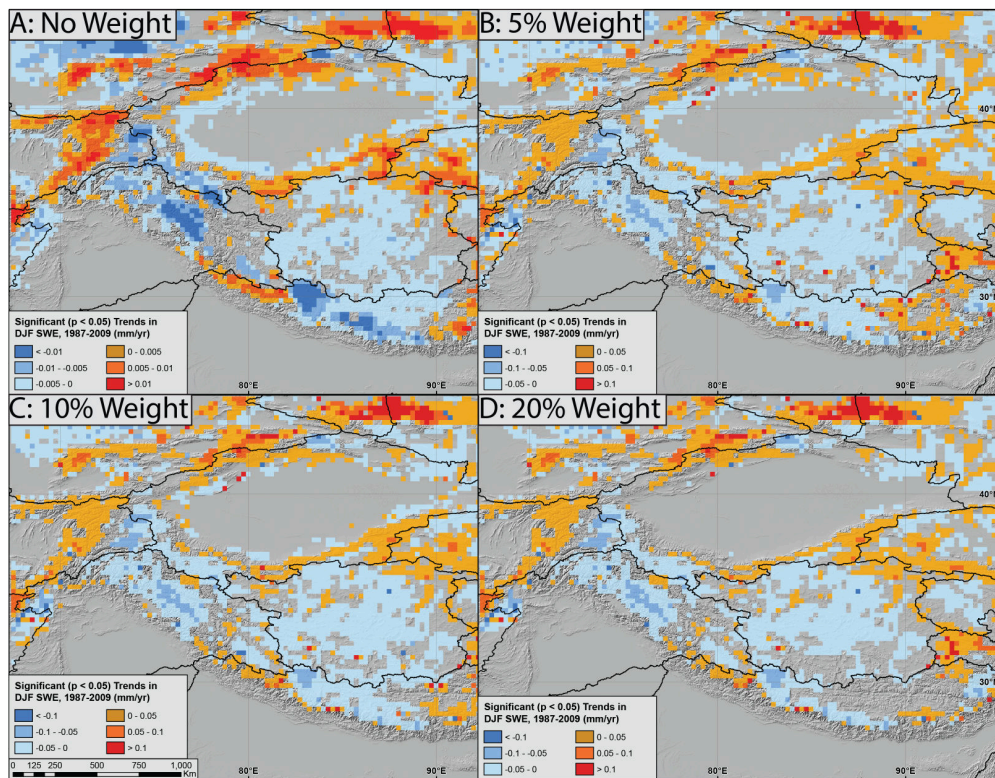 A: No Weight
40°N
30°N
Significant (p < 0.05) Trends in
DJF SWE, 1987-2009 (mm/yr)
< -0.01
0 - 0.005
-0.01 - -0.005
0.005 - 0.01
-0.005 - 0
> 0.01
80°E
90°E
B: 5% Weight
40°N
30°N
Significant (p < 0.05) Trends in
DJF SWE, 1987-2009 (mm/yr)
< -0.1
0 - 0.05
-0.1 - -0.05
0.05 - 0.1
-0.05 - 0
> 0.1
80°E
90°E
C: 10% Weight
Significant (p < 0.05) Trends in
DJF SWE, 1987-2009 (mm/yr)
< -0.1
0 - 0.05
-0.1 - -0.05
0.05 - 0.1
-0.05 - 0
> 0.1
0 125 250 500 750 1,000
Km
80°E
90°E
D: 20% Weight
40°N
30°N
Significant (p < 0.05) Trends in
DJF SWE, 1987-2009 (mm/yr)
< -0.1
0 - 0.05
-0.1 - -0.05
0.05 - 0.1
-0.05 - 0
> 0.1
80°E
90°E